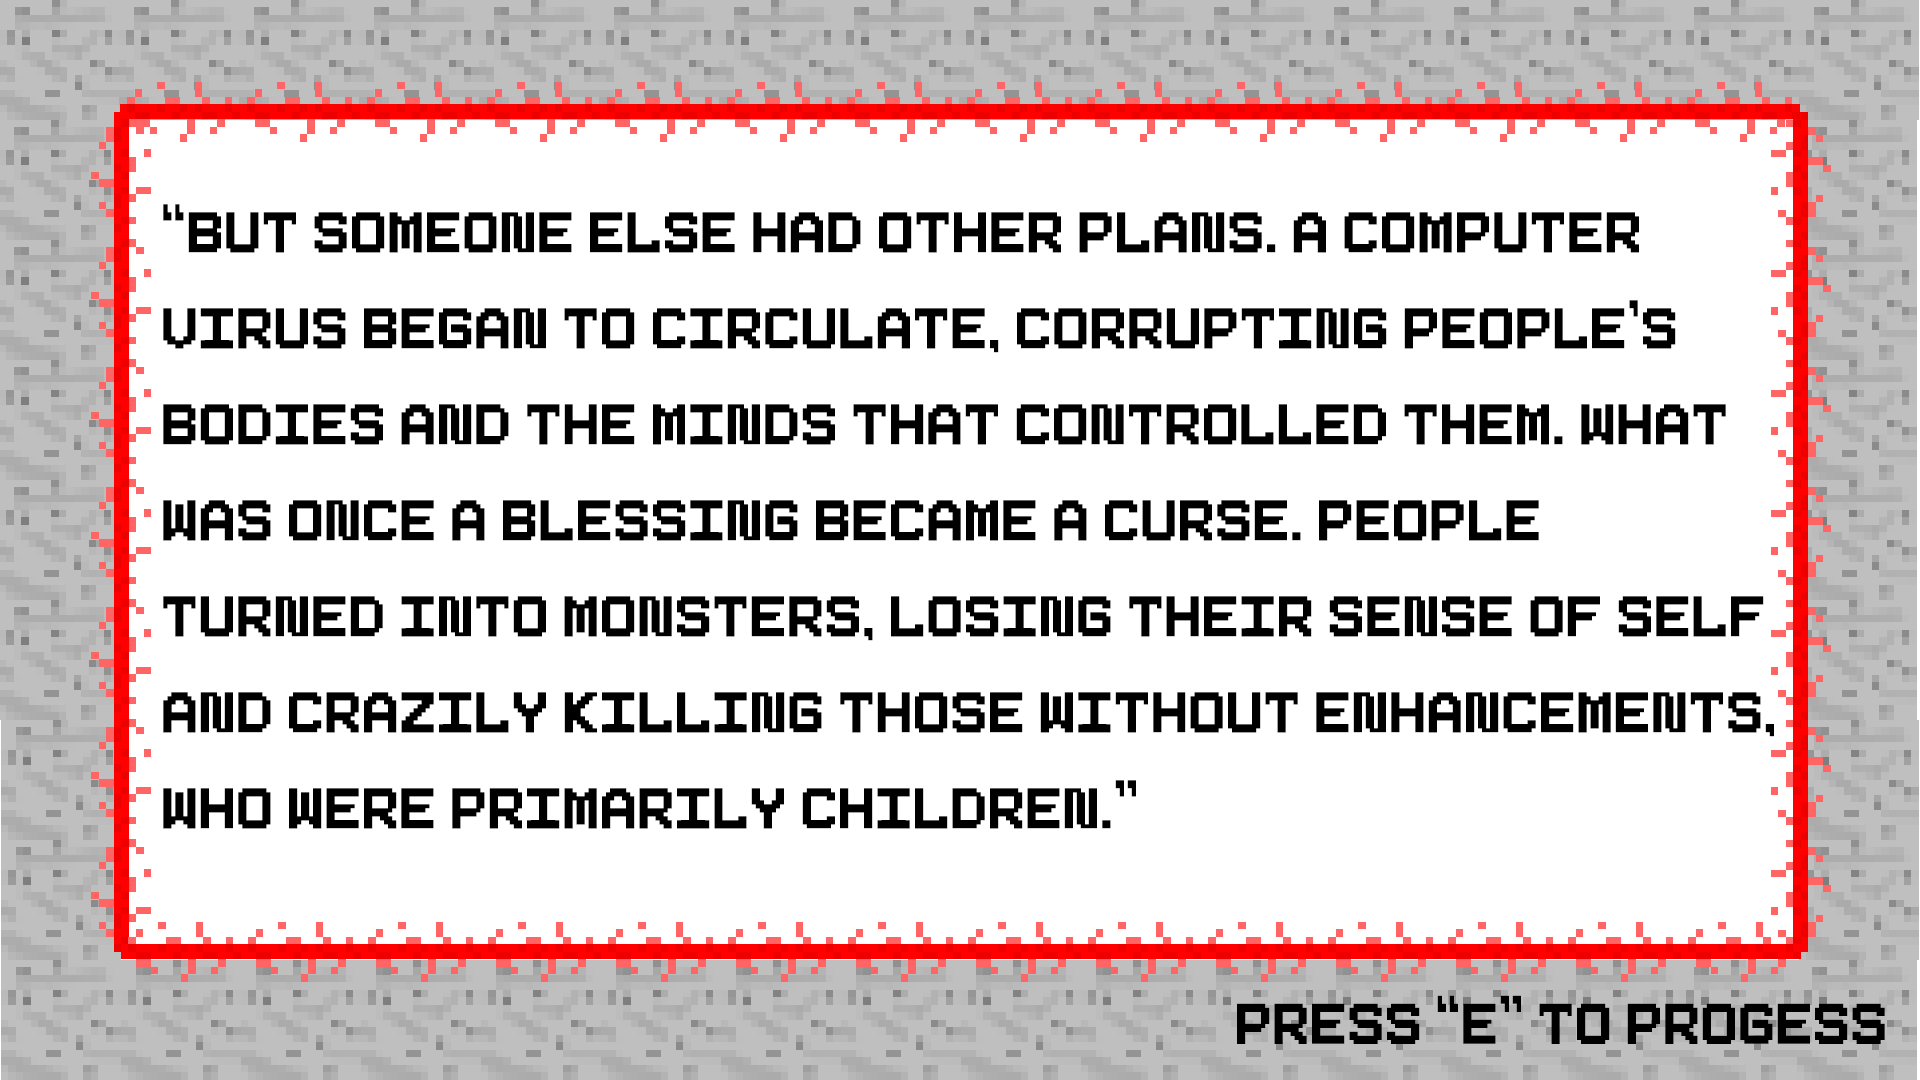 “BUT SOMEONE ELSE HAD OTHER PLANS. A COMPUTER
VIRUS BEGAN TO CIRCULATE, CORRUPTING PEOPLE'S
BODIES AND THE MINDS THAT CONTROLLED THEM. WHAT
WAS ONCE A BLESSING BECAME A CURSE. PEOPLE
TURNED INTO MONSTERS, LOSING THEIR SENSE OF SELF
AND CRAZILY KILLING THOSE WITHOUT ENHANCEMENTS,
WHO WERE PRIMARILY CHILDREN.”
PRESS “E” TO PROGESS